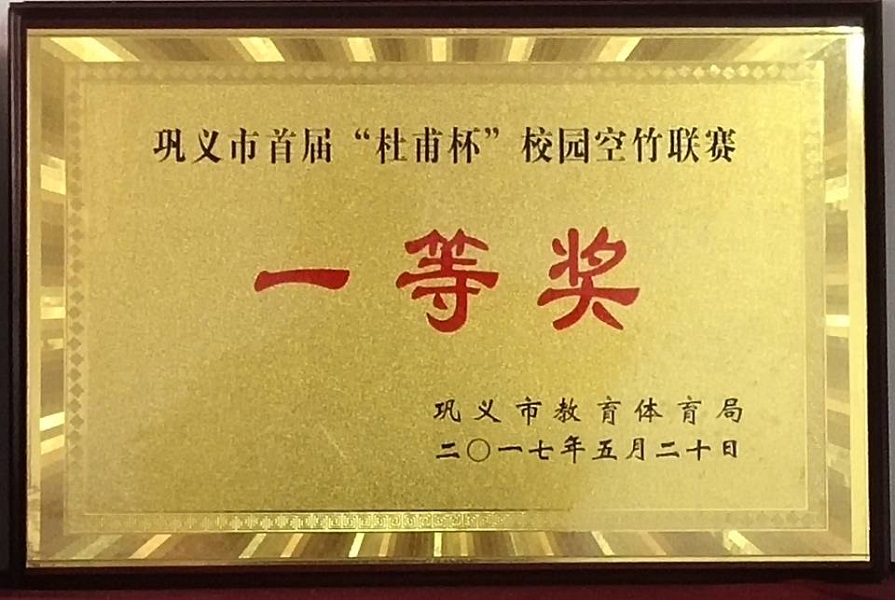 巩义市首届“杜甫杯”校园空竹联赛
一等奖
巩义市教育体育局
二〇一七年五月二十日